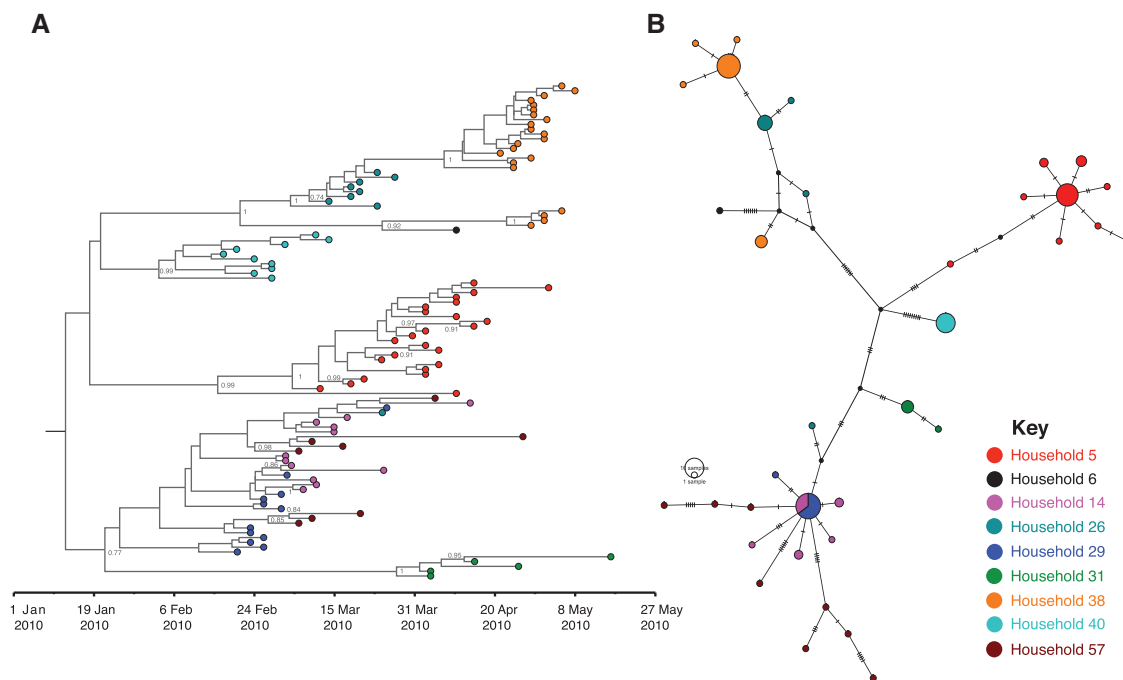 A
B
1
1
0.74
1
0.92
1
0.99
0.97
0.91
0.91
1
0.99
0.99
0.98
0.86
1
0.84
0.85
0.77
0.95
1
1 Jan
2010
19 Jan
2010
6 Feb
2010
24 Feb
2010
15 Mar
2010
31 Mar
2010
20 Apr
2010
8 May
2010
27 May
2010
10 samples
1 sample
Key
Household 5
Household 6
Household 14
Household 26
Household 29
Household 31
Household 38
Household 40
Household 57